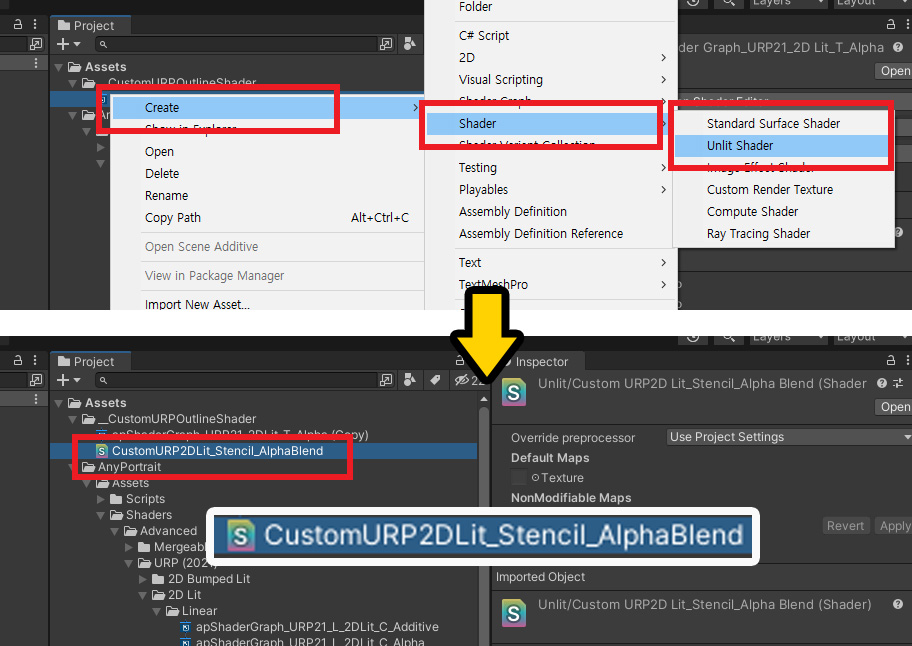 Layers
Layout
Project
Assets
_CustomURPOutlineShader
Create
Show in Explorer
Open
Delete
Rename
Copy Path Alt+Ctrl+C
Open Scene Additive
View in Package Manager
Import New Asset...
Folder
C# Script
2D
Visual Scripting
Shader Graph
Shader
Shader Variant Collection
Testing
Playables
Assembly Definition
Assembly Definition Reference
Text
TextMeshPro
Standard Surface Shader
Unlit Shader
Image Effect Shader
Custom Render Texture
Compute Shader
Ray Tracing Shader
der Graph_URP21_2D Lit_T_Alpha
Open
Shader Editor
Layers
Layout
Project
22
Assets
__CustomURPOutlineShader
apShaderGraph_URP21_2DLit_T_Alpha (Copy)
CustomURP2DLit_Stencil_AlphaBlend
AnyPortrait
Assets
Scripts
Shaders
Advanced
Mergeabl
URP (2021
2D Bumped Lit
2D Lit
Linear
apShaderGraph_URP21_L_2DLit_C_Additive
apShaderGraph_URP21_L_2DLit_C_Alpha
CustomURP2DLit_Stencil_AlphaBlend
Inspector
Unlit/Custom URP2D Lit_Stencil_Alpha Blend (Shader
Open
Override preprocessor Use Project Settings
Default Maps
Texture
NonModifiable Maps
Revert Apply
Imported Object
Unlit/Custom URP2D Lit_Stencil_Alpha Blend (Shader)